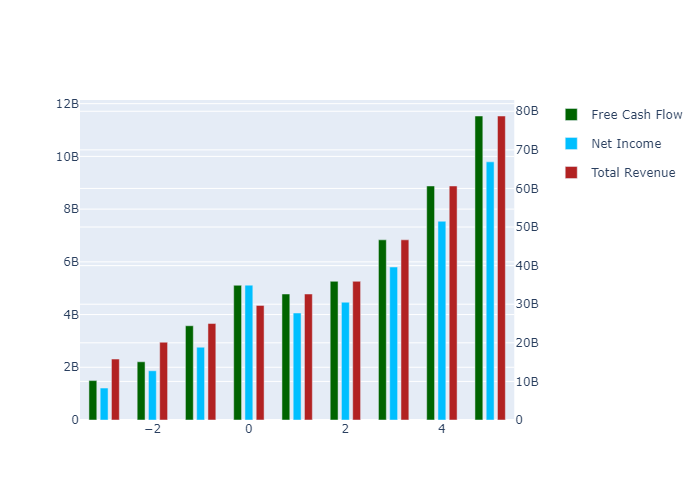 12B
10B
8B
6B
4B
2B
0
80B
70B
60B
50B
40B
30B
20B
10B
0
−2
0
2
4
Free Cash Flow
Net Income
Total Revenue